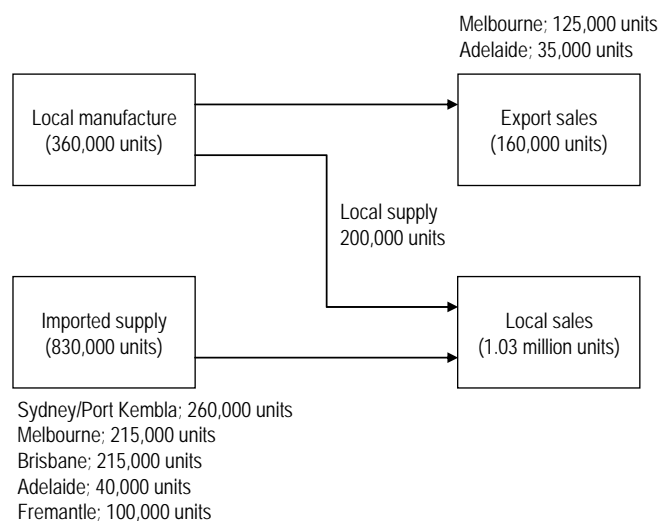 Melbourne; 125,000 units
Adelaide; 35,000 units
Local manufacture
(360,000 units)
Export sales
(160,000 units)
Local supply
200,000 units
Imported supply
(830,000 units)
Local sales
(1.03 million units)
Sydney/Port Kembla; 260,000 units
Melbourne; 215,000 units
Brisbane; 215,000 units
Adelaide; 40,000 units
Fremantle; 100,000 units